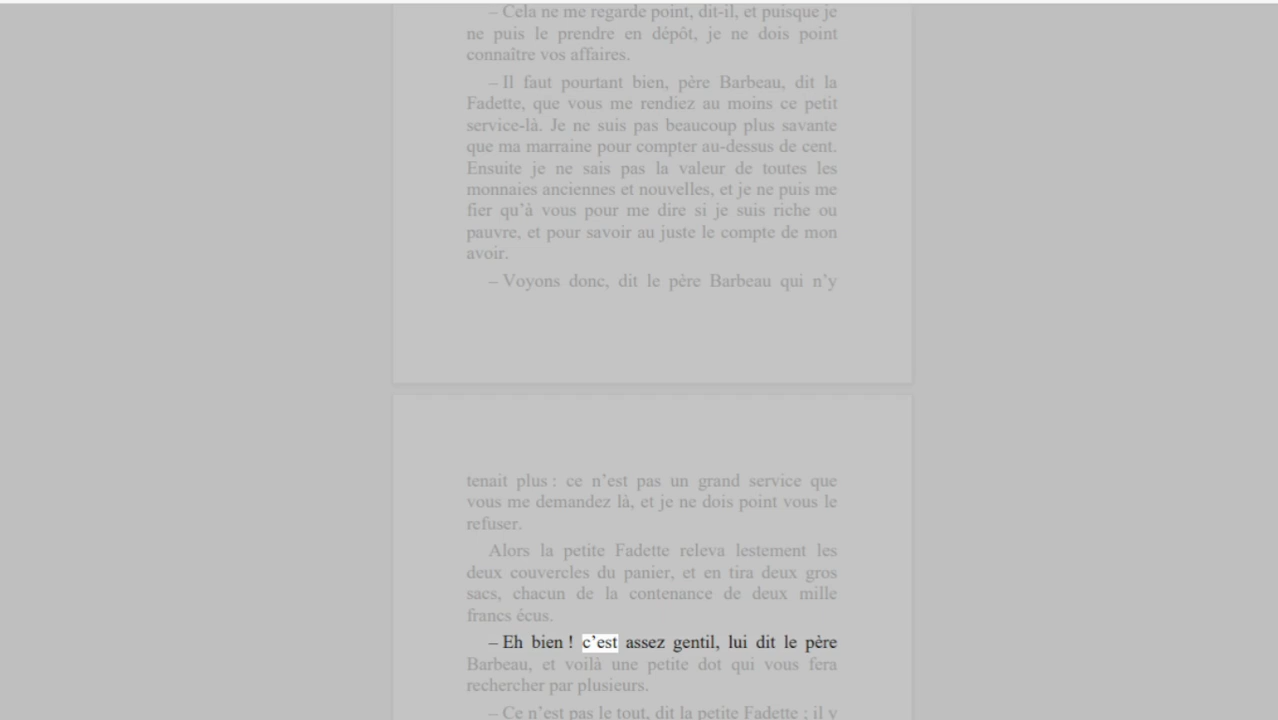 – Cela ne me regarde point, dit-il, et puisque je
ne puis le prendre en dépôt, je ne dois point
connaître vos affaires.
– Il faut pourtant bien, père Barbeau, dit la
Fadette, que vous me rendiez au moins ce petit
service-là. Je ne suis pas beaucoup plus savante
que ma marraine pour compter au-dessus de cent.
Ensuite je ne sais pas la valeur de toutes les
monnaies anciennes et nouvelles, et je ne puis me
fier qu’à vous pour me dire si je suis riche ou
pauvre, et pour savoir au juste le compte de mon
avoir.
– Voyons donc, dit le père Barbeau qui n’y
tenait plus : ce n’est pas un grand service que
vous me demandez là, et je ne dois point vous le
refuser.
Alors la petite Fadette releva lestement les
deux couvercles du panier, et en tira deux gros
sacs, chacun de la contenance de deux mille
francs écus.
– Eh bien ! c’est assez gentil, lui dit le père
Barbeau, et voilà une petite dot qui vous fera
rechercher par plusieurs.
– Ce n’est pas le tout, dit la petite Fadette ; il y